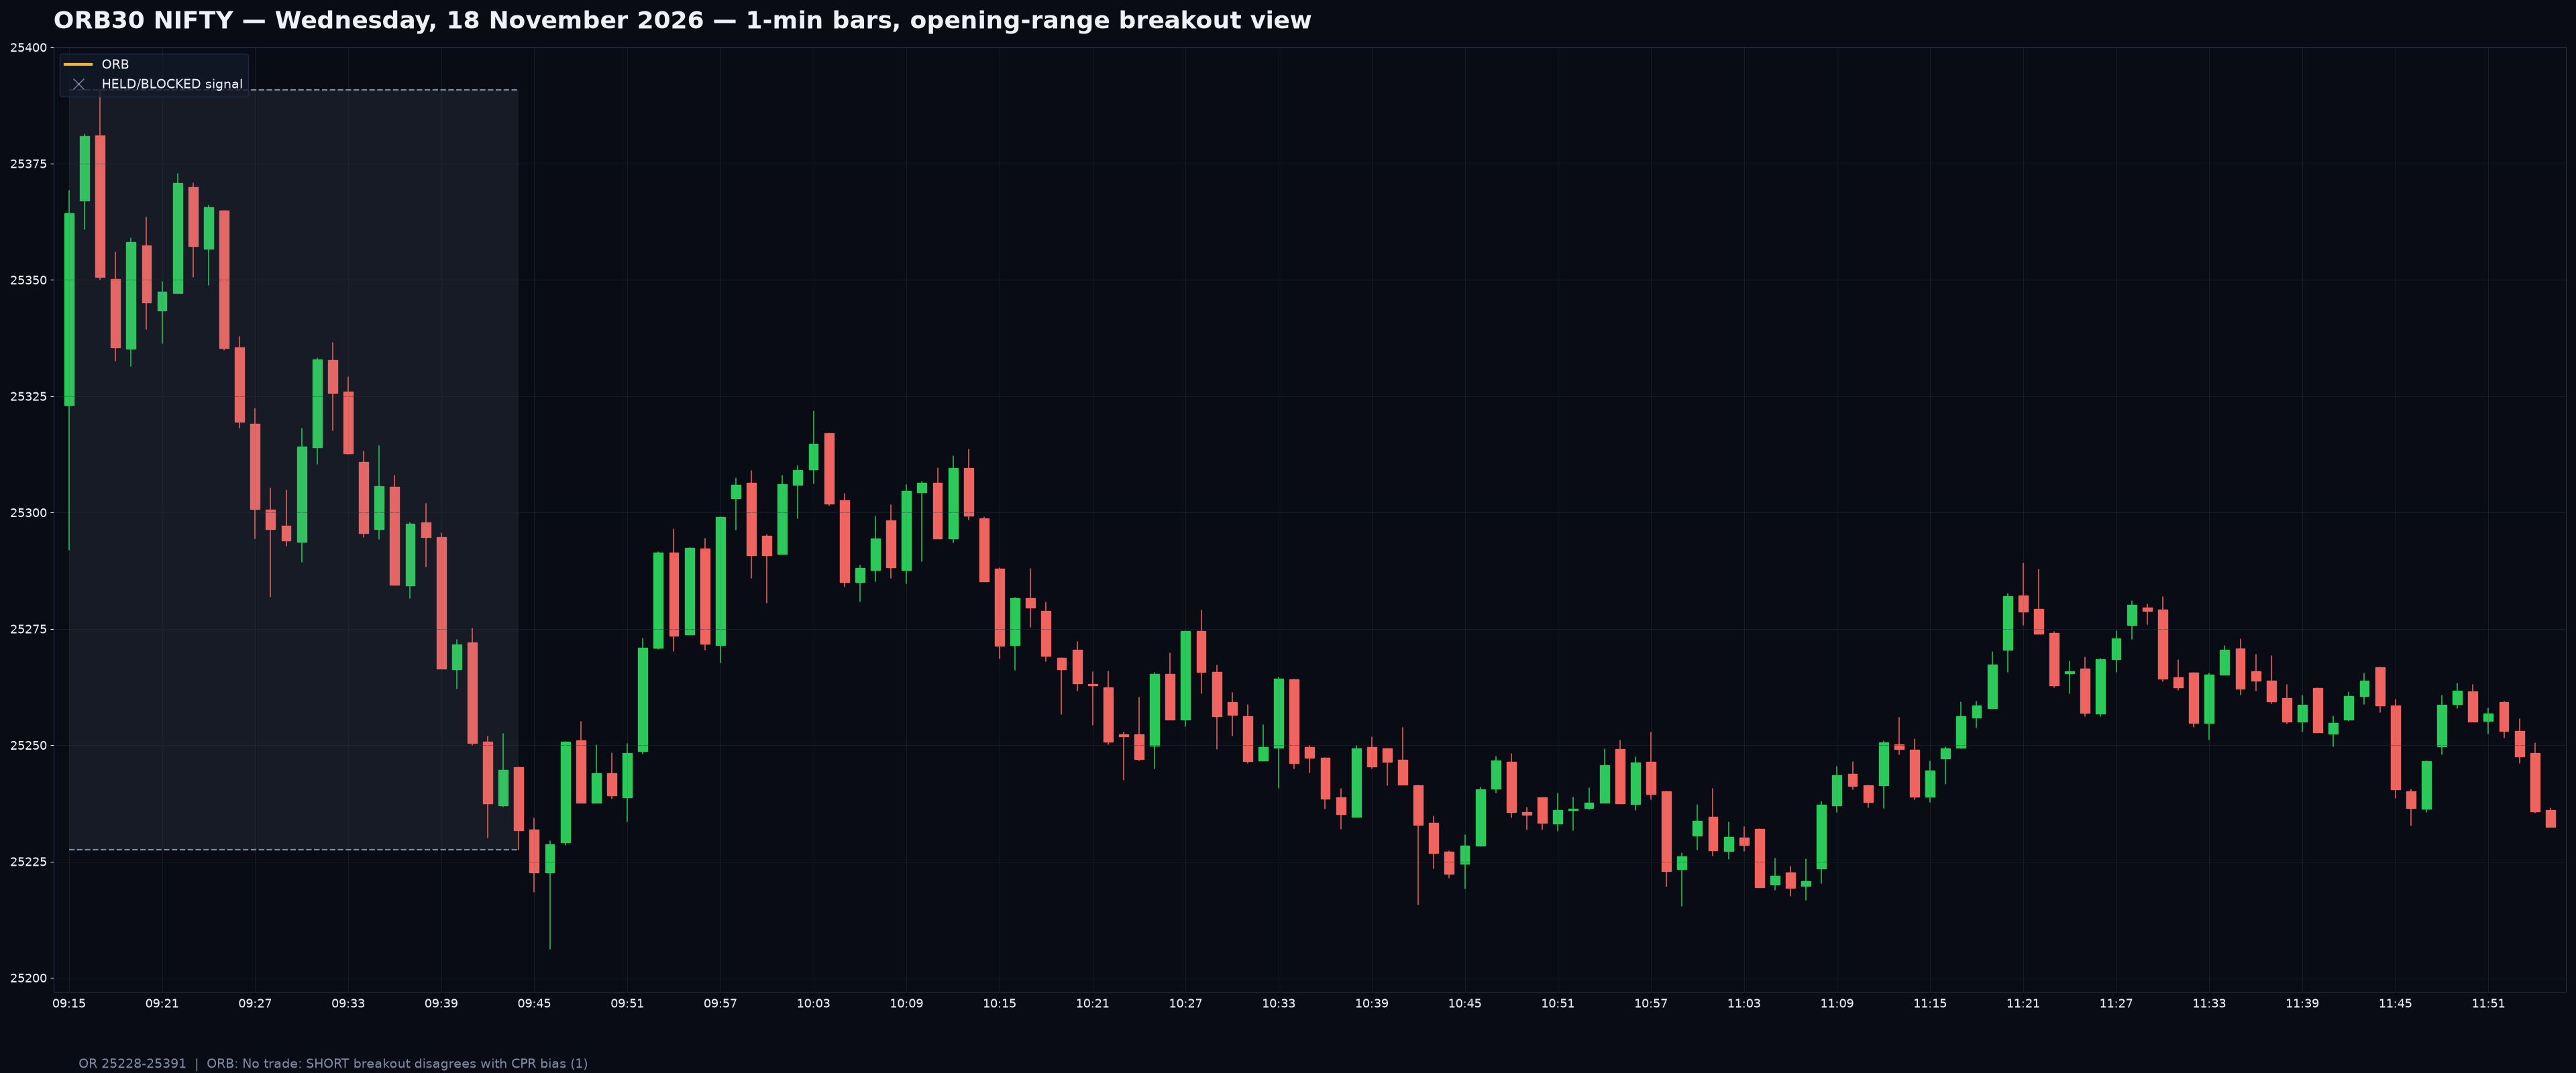 ORB30 NIFTY — Wednesday, 18 November 2026 — 1-min bars, opening-range breakout view
25400
ORB
HELD/BLOCKED signal
25375
25350
25325
25300
25275
25250
25225
25200
09:15 09:21 09:27 09:33 09:39 09:45 09:51 09:57 10:03 10:09 10:15 10:21 10:27 10:33 10:39 10:45 10:51 10:57 11:03 11:09 11:15 11:21 11:27 11:33 11:39 11:45 11:51
OR 25228-25391 | ORB: No trade: SHORT breakout disagrees with CPR bias (1)